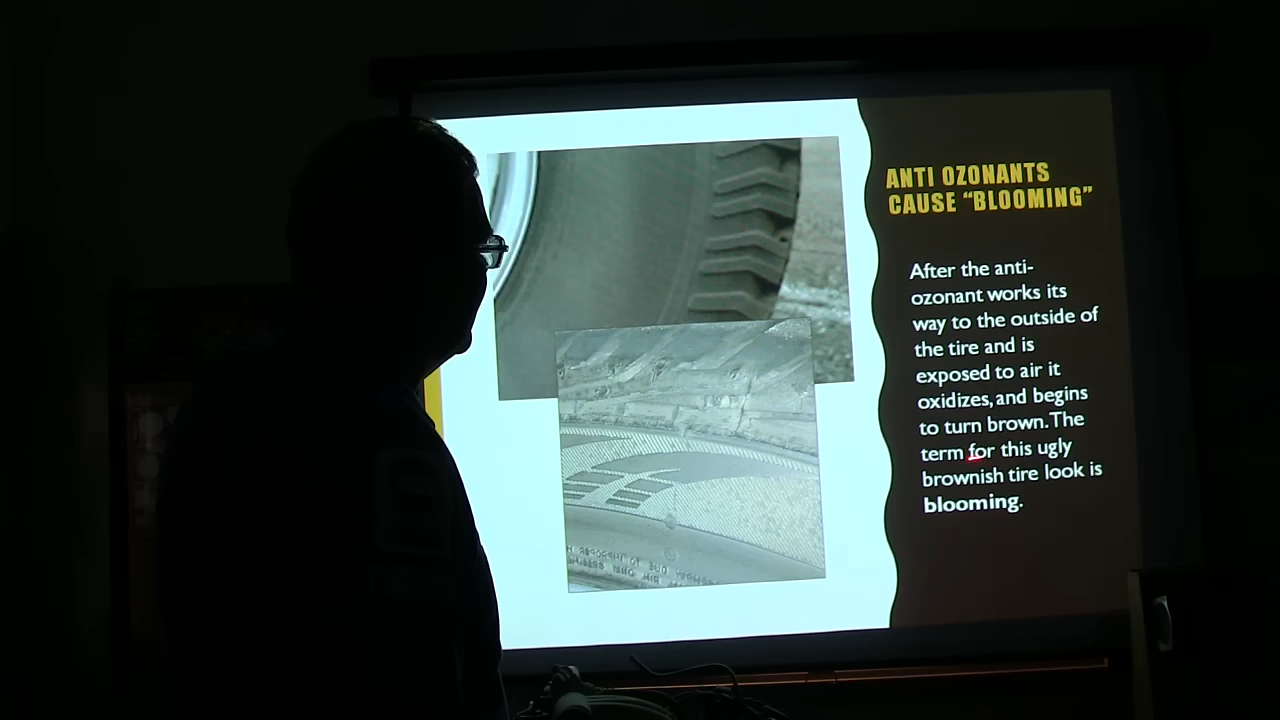 ANTI OZONANTS
CAUSE “BLOOMING”
After the anti-
ozonant works its
way to the outside of
the tire and is
exposed to air it
oxidizes, and begins
to turn brown. The
term for this ugly
brownish tire look is
blooming.